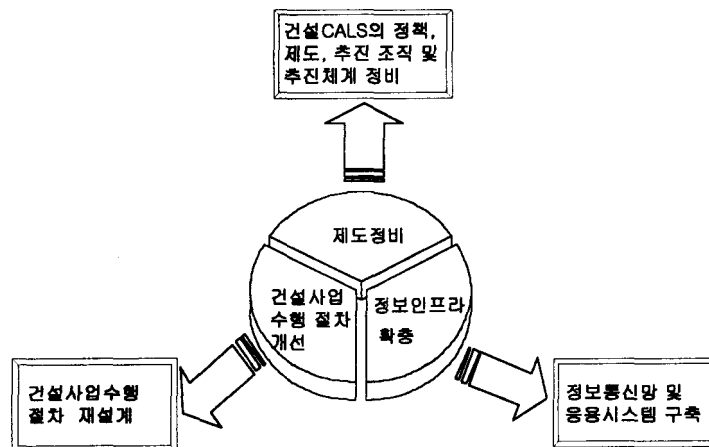 건설CALS의 정책,
제도, 추진 조직 및
추진체계 정비
제도정비
건설사업
수행 절차
개선
정보인프라
확충
건설사업수행
절차 재설계
정보통신망 및
응용시스템 구축